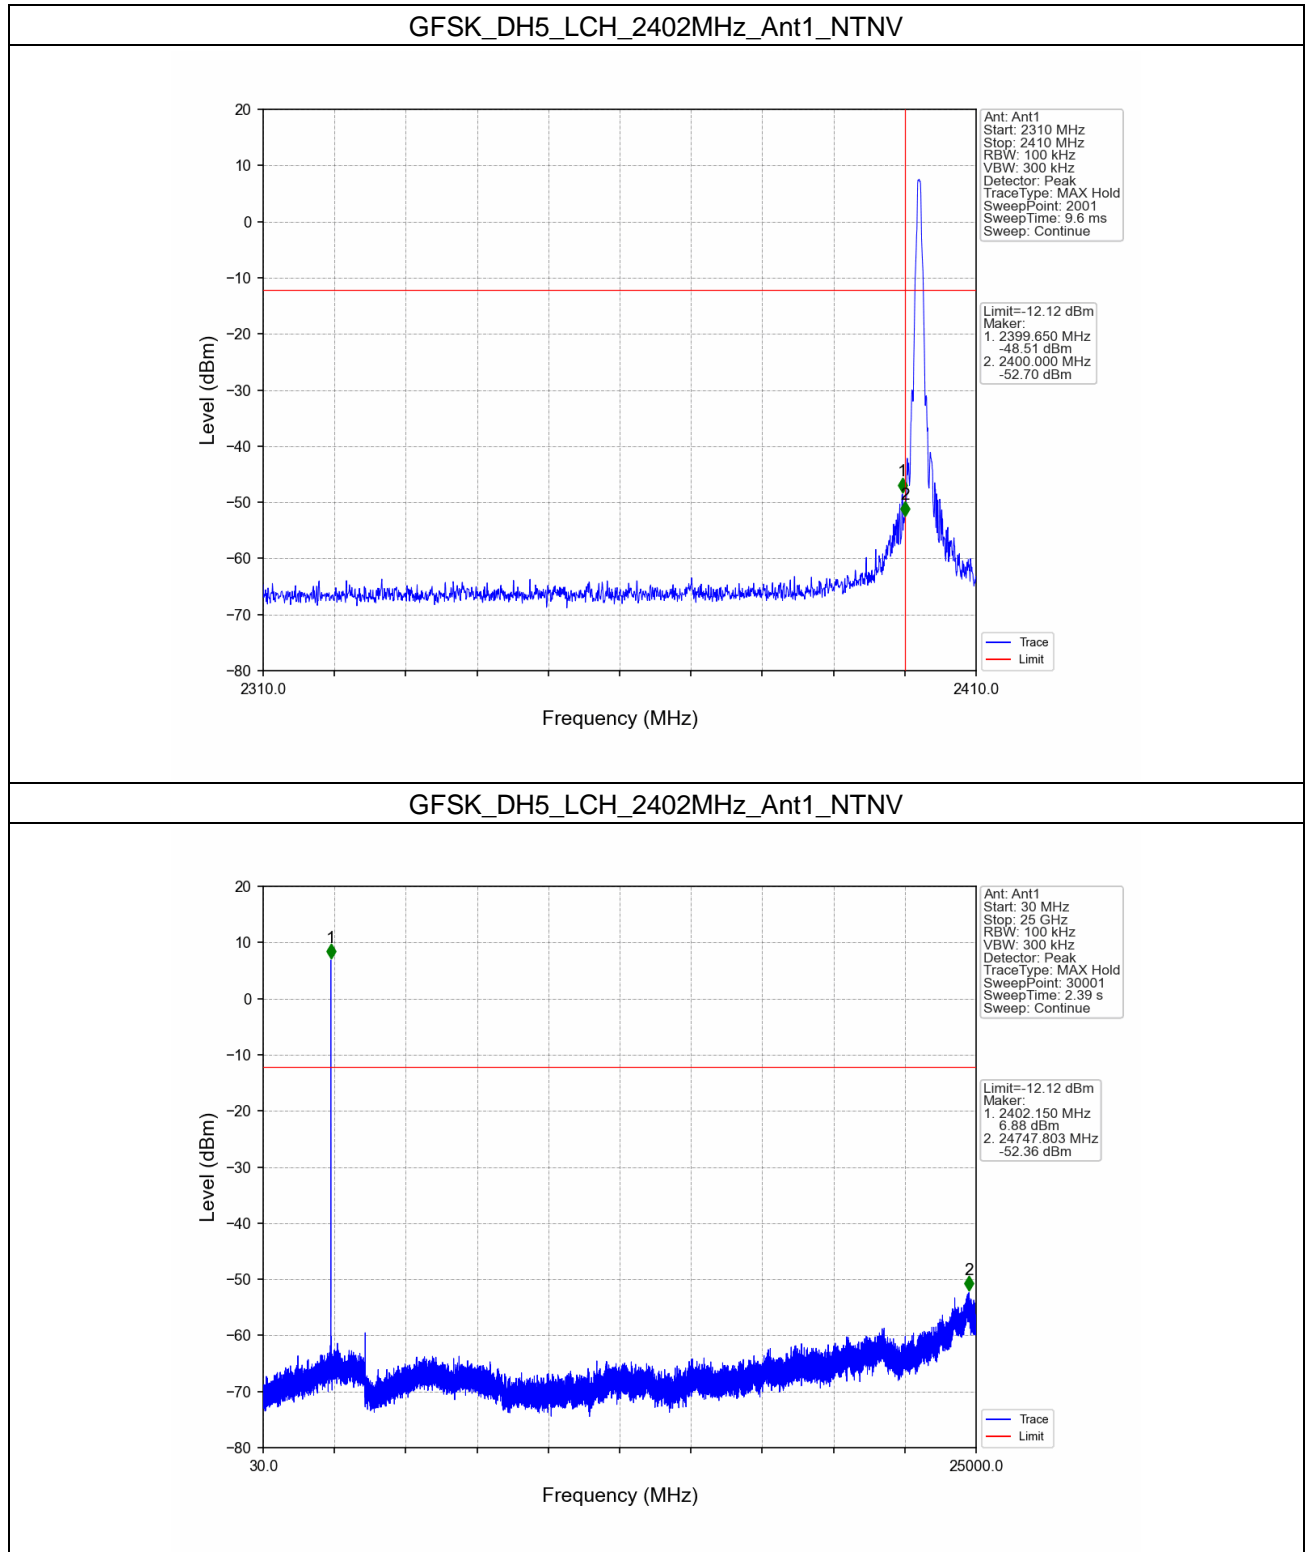 GFSK_DH5_LCH_2402MHz_Ant1_NTNV
20
10
0
−10
−20
−30
−40
−50
−60
−70
−80
Level (dBm)
2310.0
2410.0
Frequency (MHz)
1
2
Ant: Ant1
Start: 2310 MHz
Stop: 2410 MHz
RBW: 100 kHz
VBW: 300 kHz
Detector: Peak
TraceType: MAX Hold
SweepPoint: 2001
SweepTime: 9.6 ms
Sweep: Continue
Limit=-12.12 dBm
Maker:
1. 2399.650 MHz
-48.51 dBm
2. 2400.000 MHz
-52.70 dBm
Trace
Limit
GFSK_DH5_LCH_2402MHz_Ant1_NTNV
20
10
0
−10
−20
−30
−40
−50
−60
−70
−80
Level (dBm)
30.0
25000.0
Frequency (MHz)
1
2
Ant: Ant1
Start: 30 MHz
Stop: 25 GHz
RBW: 100 kHz
VBW: 300 kHz
Detector: Peak
TraceType: MAX Hold
SweepPoint: 30001
SweepTime: 2.39 s
Sweep: Continue
Limit=-12.12 dBm
Maker:
1. 2402.150 MHz
6.88 dBm
2. 24747.803 MHz
-52.36 dBm
Trace
Limit